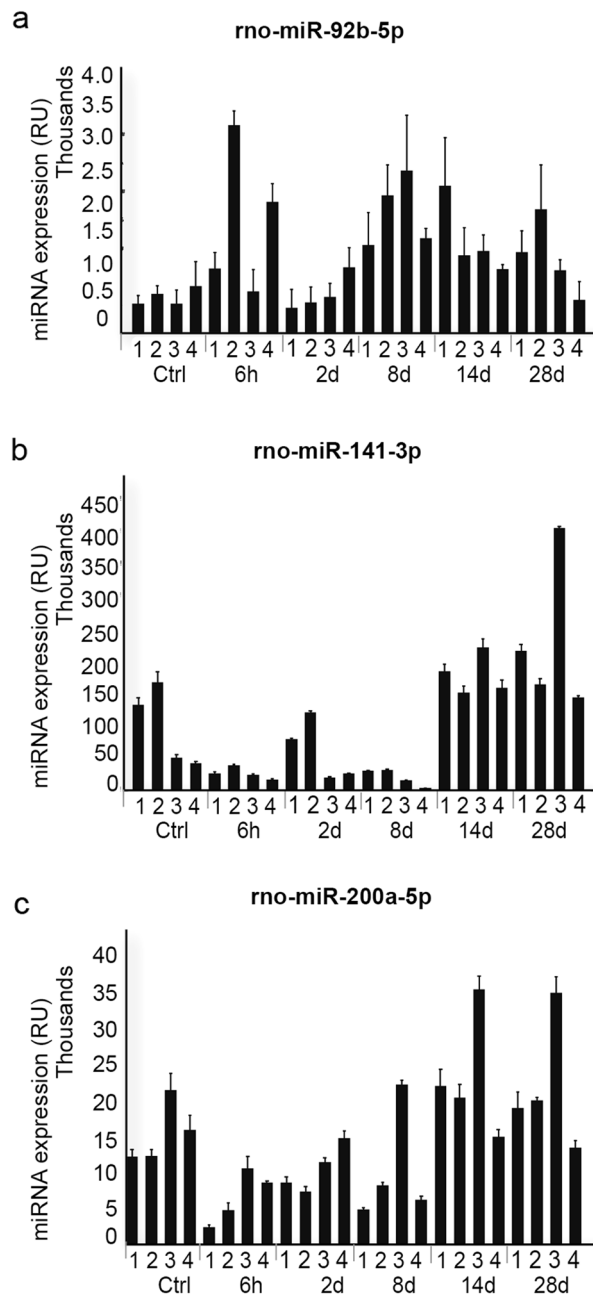 a
rno-miR-92b-5p
miRNA expression (RU)
Thousands
4.0
3.5
3.0
2.5
2.0
1.0
0.5
0
1 2 3 4 1 2 3 4 1 2 3 4 1 2 3 4 1 2 3 4 1 2 3 4
Ctrl 6h 2d 8d 14d 28d
b
rno-miR-141-3p
miRNA expression (RU)
Thousands
450
400
350
300
250
200
150
100
50
0
1 2 3 4 1 2 3 4 1 2 3 4 1 2 3 4 1 2 3 4 1 2 3 4
Ctrl 6h 2d 8d 14d 28d
c
rno-miR-200a-5p
miRNA expression (RU)
Thousands
40
35
30
25
20
15
10
5
0
1 2 3 4 1 2 3 4 1 2 3 4 1 2 3 4 1 2 3 4 1 2 3 4
Ctrl 6h 2d 8d 14d 28d